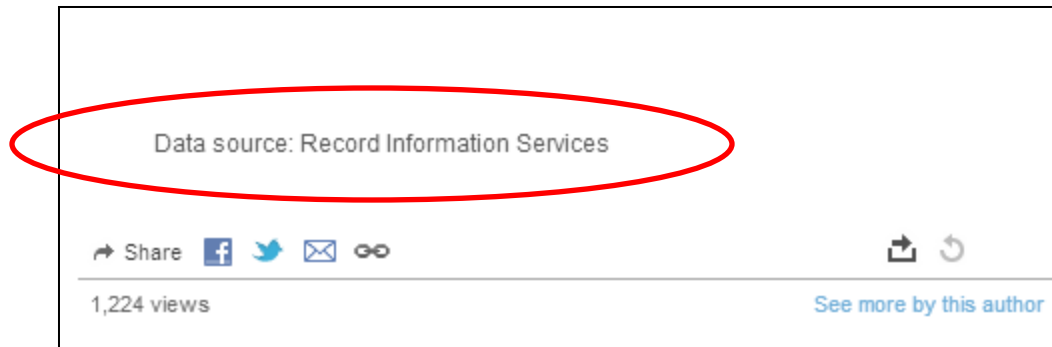 Data source: Record Information Services
Share
1,224 views
See more by this author